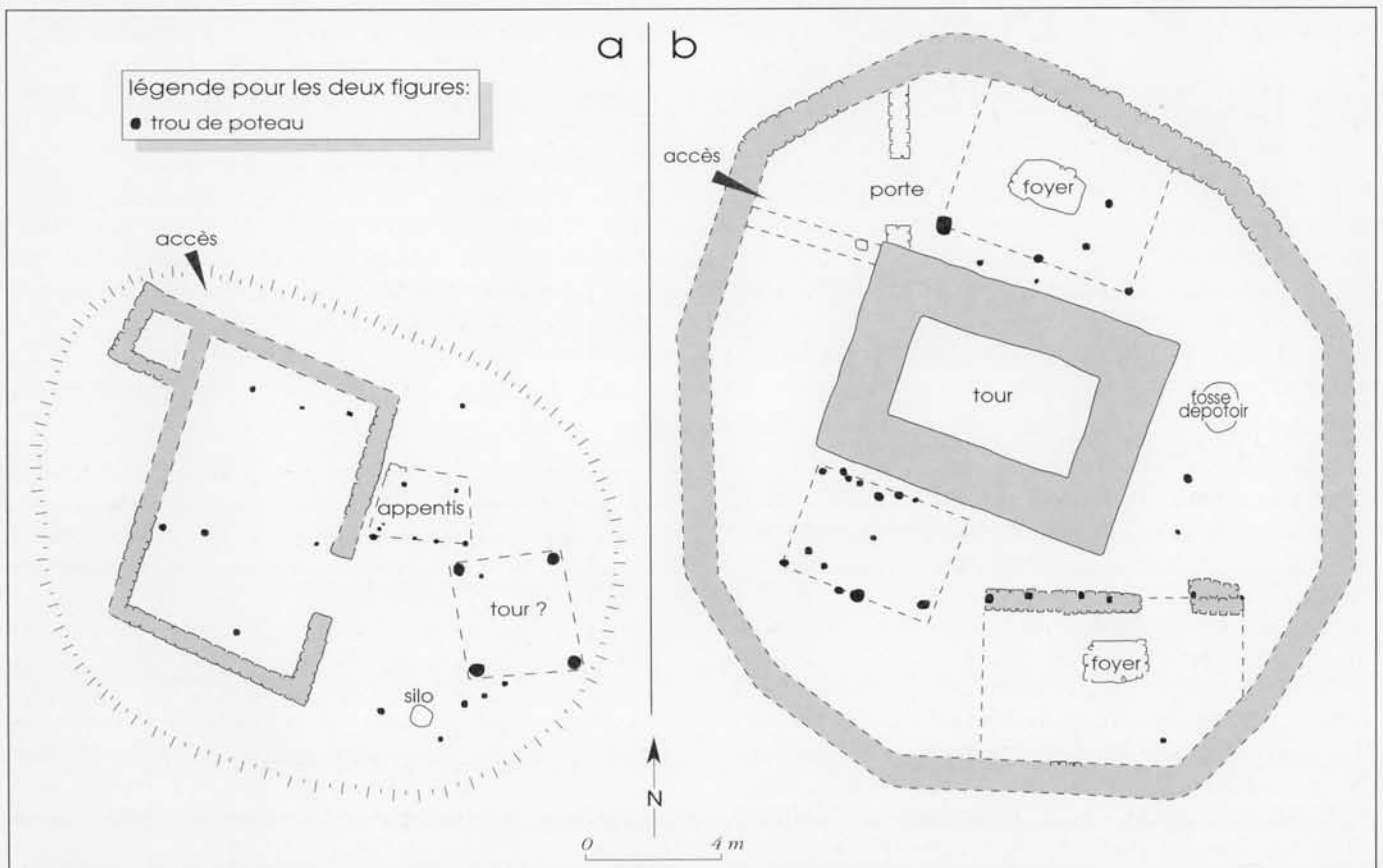 a
b
légende pour les deux figures:
trou de poteau
accès
appentis
tour ?
silo
accès
porte
foyer
tour
fosse
dépotoir
foyer
N
0 4 m